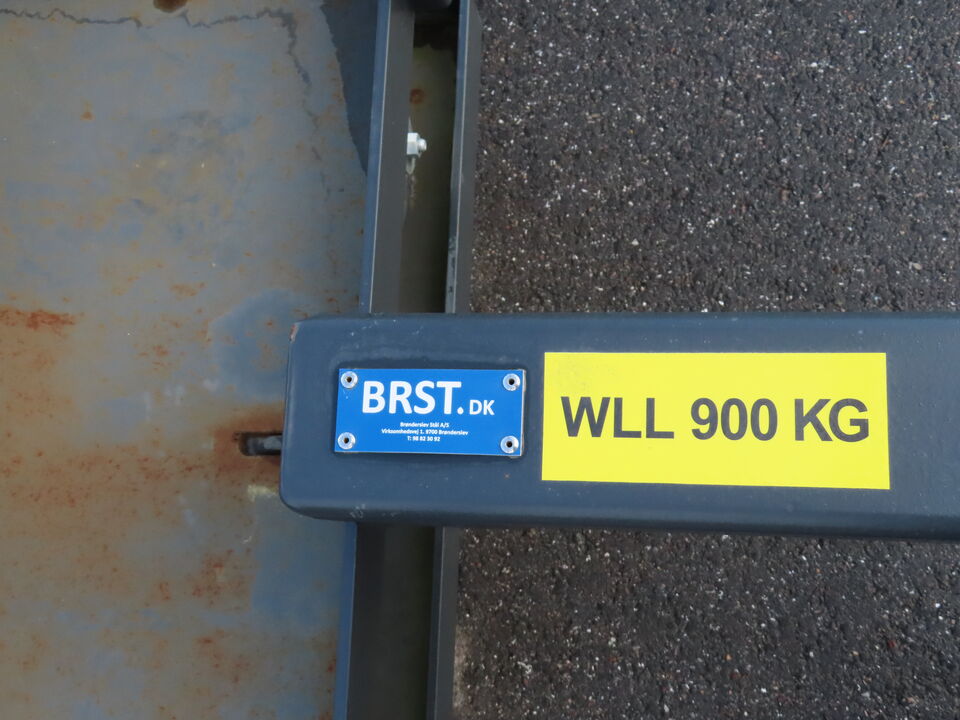 BRST.DK
Brønderslev Stål A/S
Virksomhedsvej 1, 9700 Brønderslev
T: 98 82 30 92
WLL 900 KG